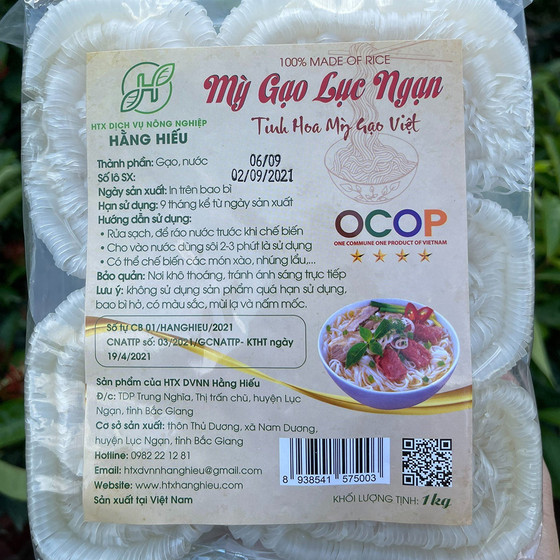 100% MADE OF RICE
Mỳ Gạo Lục Ngạn
Tinh Hoa Mỳ Gạo Việt
H
HTX DỊCH VỤ NÔNG NGHIỆP
HẰNG HIẾU
Thành phần: Gạo, nước
Số lô SX:
06/09
02/09/2021
Ngày sản xuất: In trên bao bì
Hạn sử dụng: 9 tháng kể từ ngày sản xuất
Hướng dẫn sử dụng:
• Rửa sạch, để ráo nước trước khi chế biến
• Cho vào nước dùng sôi 2-3 phút là sử dụng
• Có thể chế biến các món xào, nhúng lẩu,...
Bảo quản: Nơi khô thoáng, tránh ánh sáng trực tiếp
Lưu ý: không sử dụng sản phẩm quá hạn sử dụng,
bao bì hở, có màu sắc, mùi lạ và nấm mốc.
OCOP
ONE COMMUNE ONE PRODUCT OF VIETNAM
Số tự CB 01/HANGHIEU/2021
CNATTP số: 03/2021/GCNATTP- KTHT ngày
19/4/2021
Sản phẩm của HTX DVNN Hằng Hiếu
Đ/c: TDP Trung Nghĩa, Thị trấn chũ, huyện Lục
Ngạn, tỉnh Bắc Giang
Cơ sở sản xuất: thôn Thủ Dương, xã Nam Dương,
huyện Lục Ngạn, tỉnh Bắc Giang
Hotline: 0982 22 12 81
Email: htxdvnnhanghieu@gmail.com
Website: www.htxhanghieu.com
Sản xuất tại Việt Nam
8 938541 575003
KHỐI LƯỢNG TỊNH: 1kg